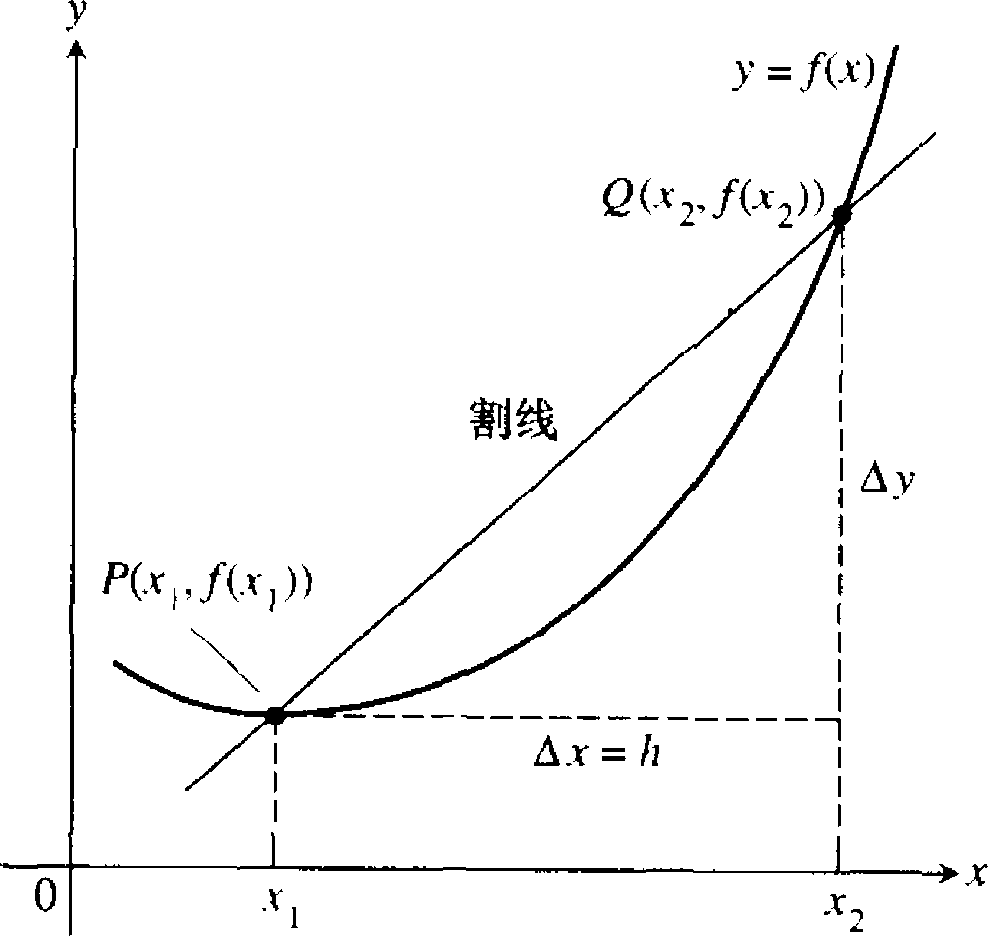 y
y = f(x)
Q(x₂, f(x₂))
割线
Δy
P(x₁, f(x₁))
Δx = h
0
x₁
x₂
x